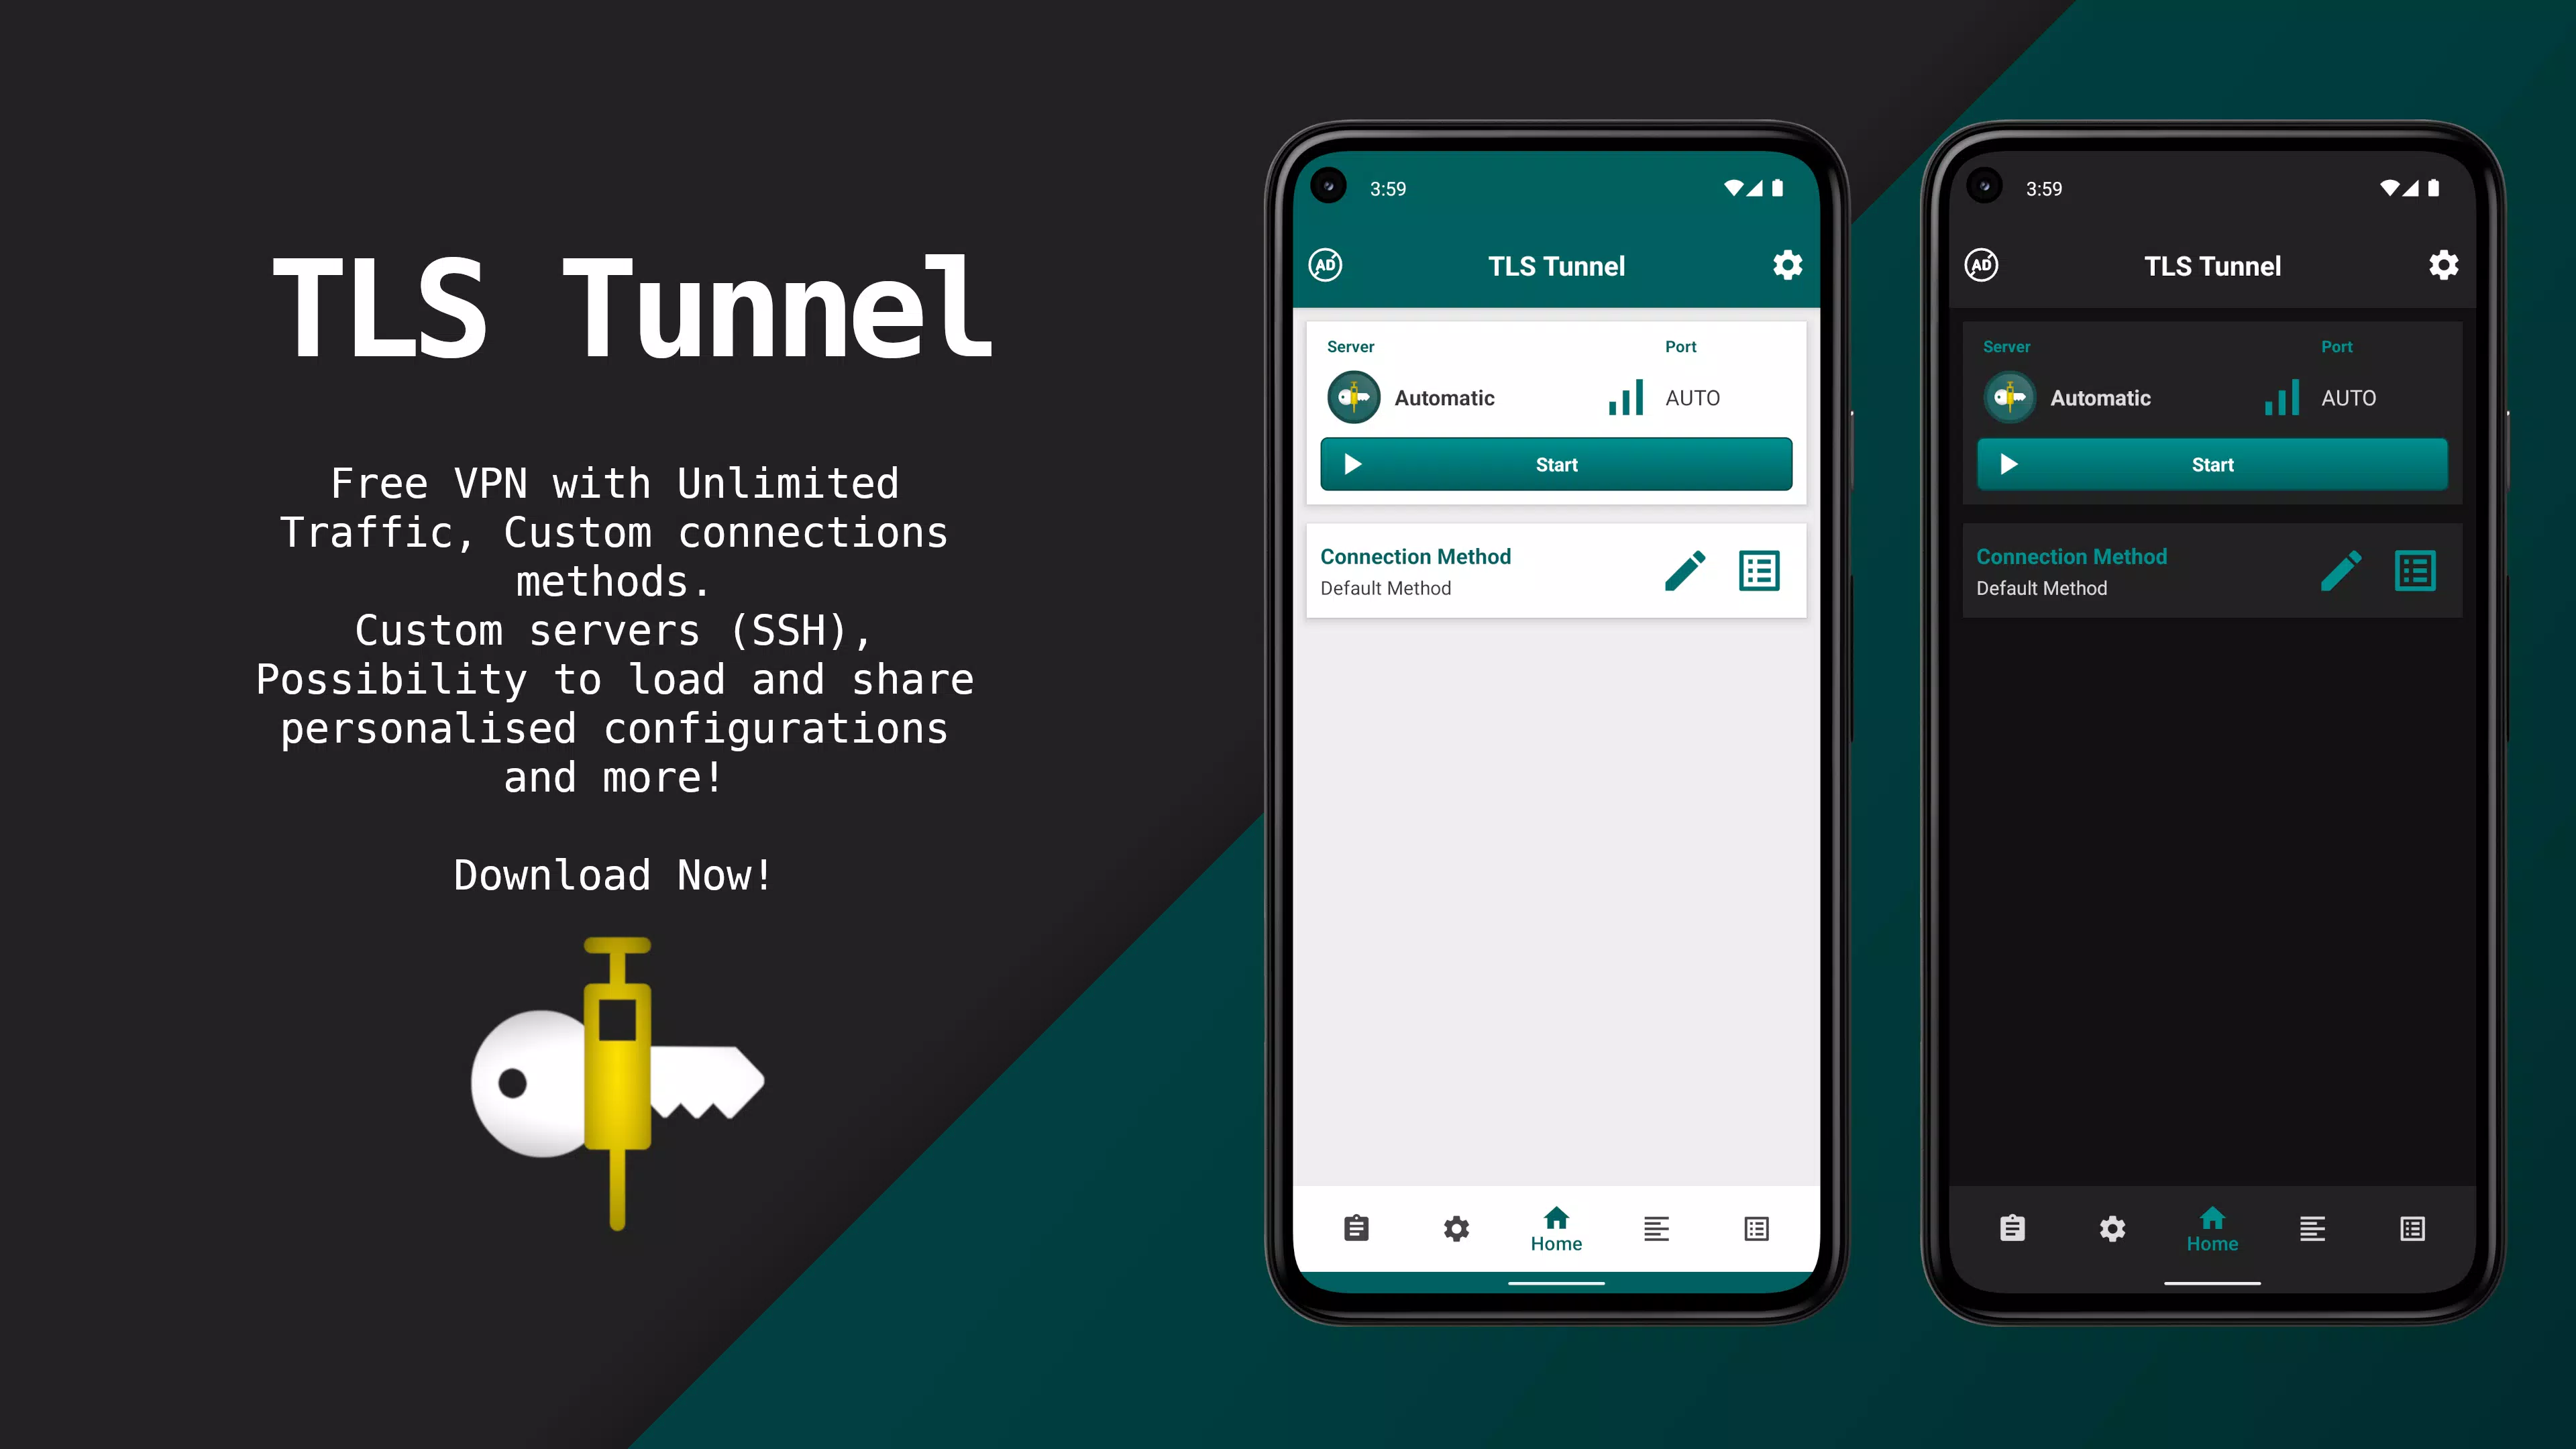 TLS Tunnel
Free VPN with Unlimited
Traffic, Custom connections
methods.
Custom servers (SSH),
Possibility to load and share
personalised configurations
and more!
Download Now!
3:59
AD
TLS Tunnel
Server
Port
Automatic
AUTO
Start
Connection Method
Default Method
Home
3:59
AD
TLS Tunnel
Server
Port
Automatic
AUTO
Start
Connection Method
Default Method
Home